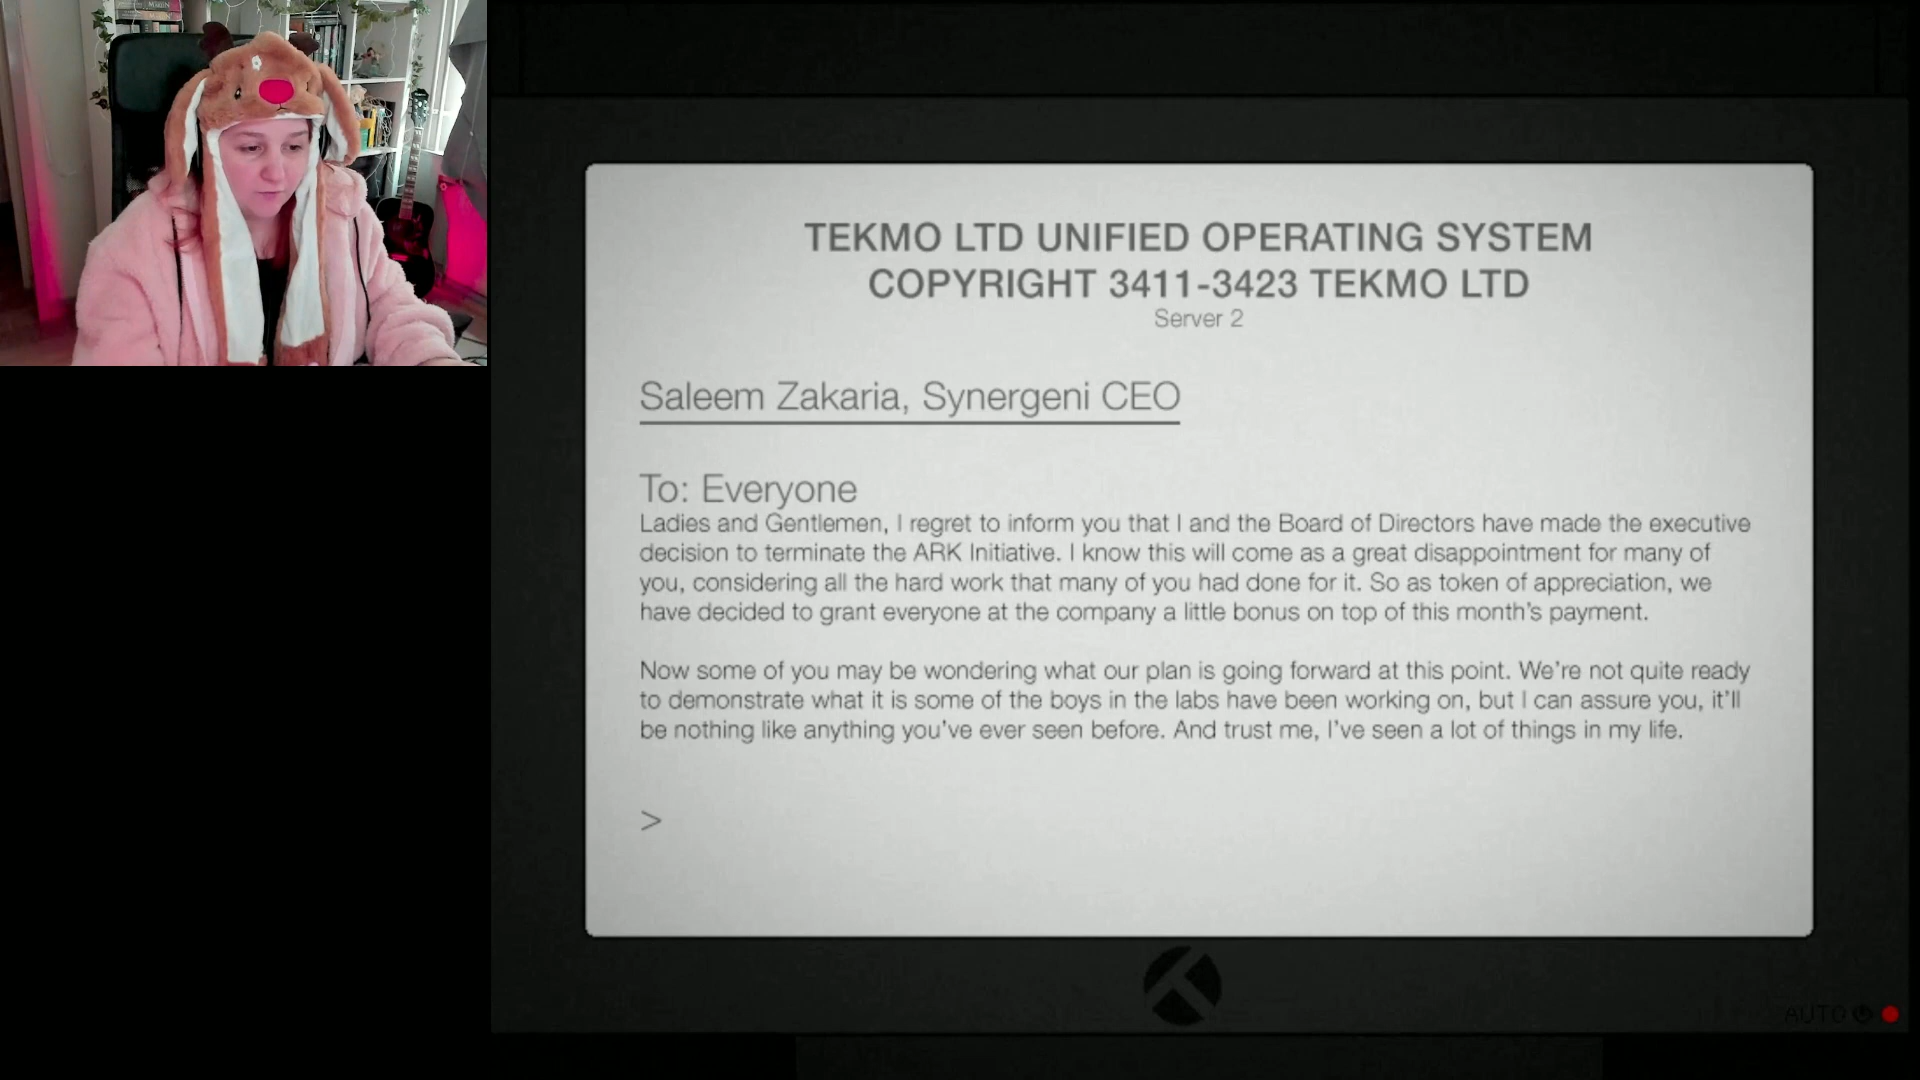 TEKMO LTD UNIFIED OPERATING SYSTEM
COPYRIGHT 3411-3423 TEKMO LTD
Server 2
Saleem Zakaria, Synergeni CEO
To: Everyone
Ladies and Gentlemen, I regret to inform you that I and the Board of Directors have made the executive
decision to terminate the ARK Initiative. I know this will come as a great disappointment for many of
you, considering all the hard work that many of you had done for it. So as token of appreciation, we
have decided to grant everyone at the company a little bonus on top of this month's payment.
Now some of you may be wondering what our plan is going forward at this point. We're not quite ready
to demonstrate what it is some of the boys in the labs have been working on, but I can assure you, it'll
be nothing like anything you've ever seen before. And trust me, I've seen a lot of things in my life.
>
AUTO